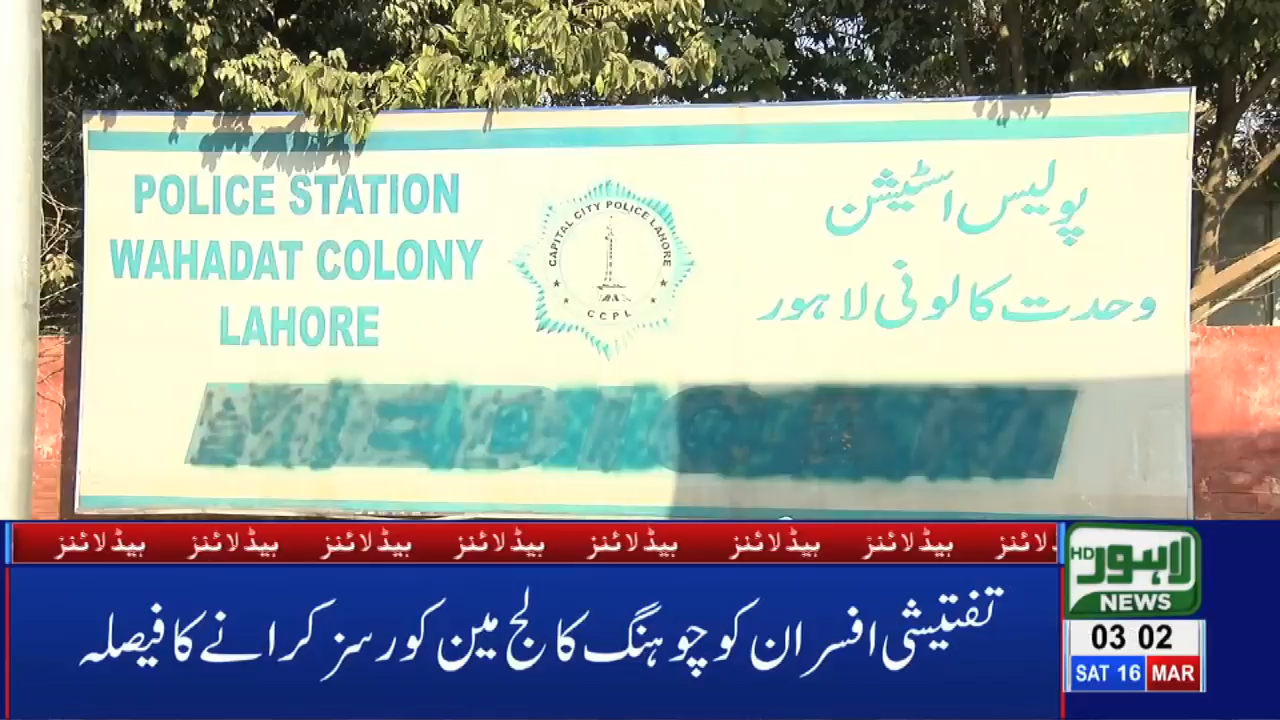 POLICE STATION
WAHADAT COLONY
LAHORE
CAPITAL CITY POLICE LAHORE
CCPL
پولیس اسٹیشن
وحدت کالونی لاہور
ہیڈلائنز ہیڈلائنز ہیڈلائنز ہیڈلائنز ہیڈلائنز ہیڈلائنز ہیڈلائنز ڈلائنز
تفتیشی افسران کو چوہنگ کالج مین کورسز کرانے کا فیصلہ
لاہور HD
NEWS
03 02
SAT 16 MAR